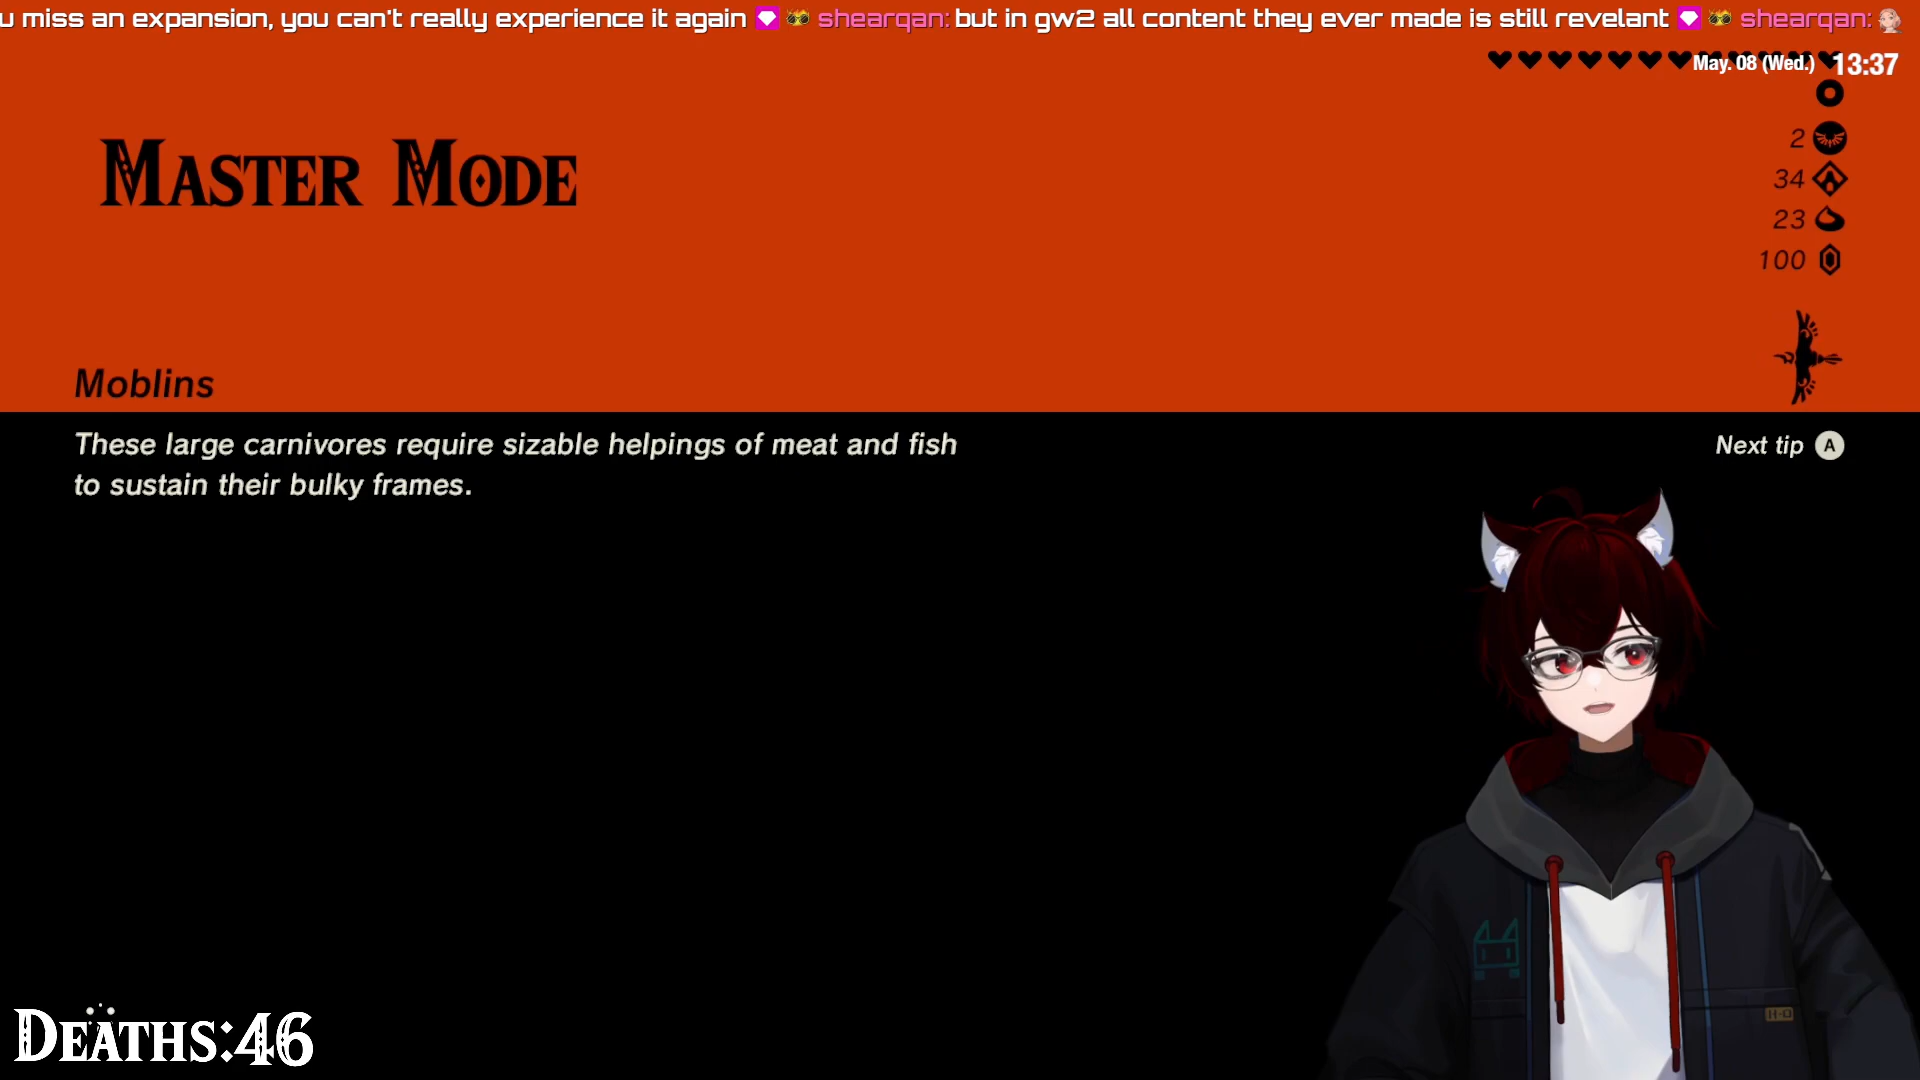 u miss an expansion, you can't really experience it again shearqan: but in gw2 all content they ever made is still revelant shearqan:
May. 08 (Wed.) 13:37
Master Mode
2
34
23
100
Moblins
These large carnivores require sizable helpings of meat and fish
to sustain their bulky frames.
Next tip A
H-0
Deaths:46